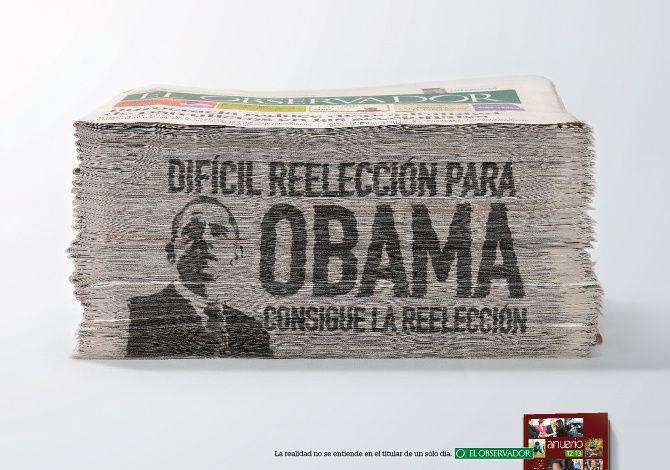 EL OBSERVADOR
DIFÍCIL REELECCIÓN PARA
OBAMA
CONSIGUE LA REELECCIÓN
La realidad no se entiende en el titular de un sólo día.
EL OBSERVADOR
anuario
12 13